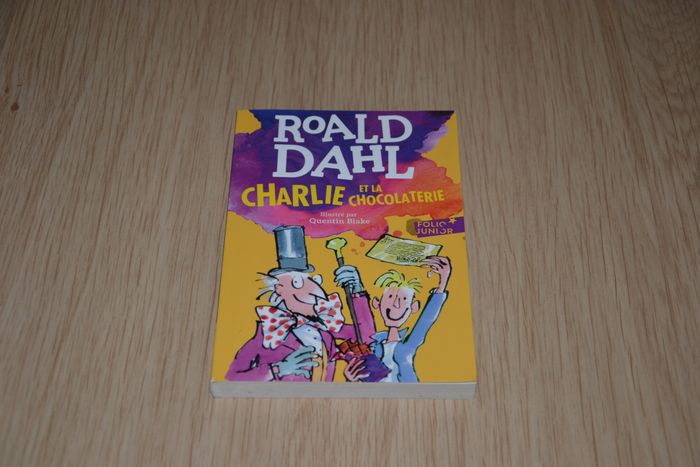 ROALD
DAHL
CHARLIE ET LA CHOCOLATERIE
Illustré par
Quentin Blake
FOLIO
JUNIOR